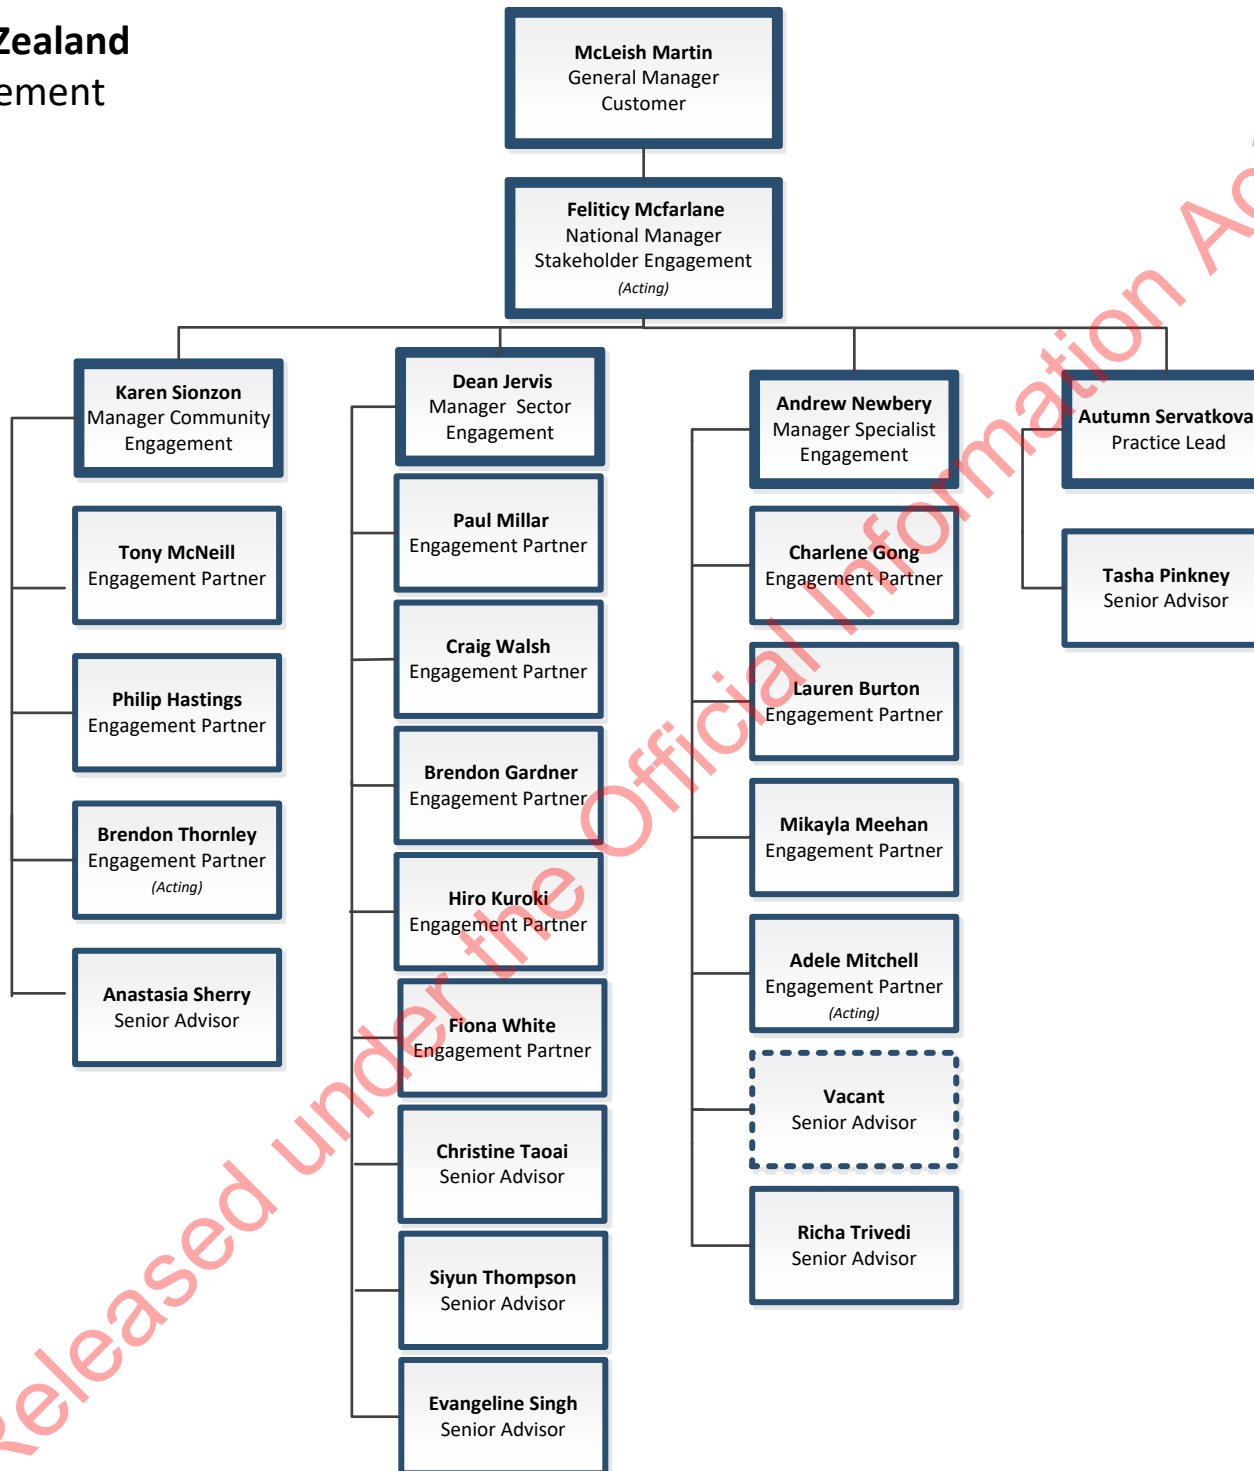 Zealand
ement
McLeish Martin
General Manager
Customer
Feliticy Mcfarlane
National Manager
Stakeholder Engagement
(Acting)
Karen Sionzon
Manager Community
Engagement
Tony McNeill
Engagement Partner
Philip Hastings
Engagement Partner
Brendon Thornley
Engagement Partner
(Acting)
Anastasia Sherry
Senior Advisor
Dean Jervis
Manager Sector
Engagement
Paul Millar
Engagement Partner
Craig Walsh
Engagement Partner
Brendon Gardner
Engagement Partner
Hiro Kuroki
Engagement Partner
Fiona White
Engagement Partner
Christine Taoai
Senior Advisor
Siyun Thompson
Senior Advisor
Evangeline Singh
Senior Advisor
Andrew Newbery
Manager Specialist
Engagement
Charlene Gong
Engagement Partner
Lauren Burton
Engagement Partner
Mikayla Meehan
Engagement Partner
Adele Mitchell
Engagement Partner
(Acting)
Vacant
Senior Advisor
Richa Trivedi
Senior Advisor
Autumn Servatkova
Practice Lead
Tasha Pinkney
Senior Advisor
Released under the Official Information Ac